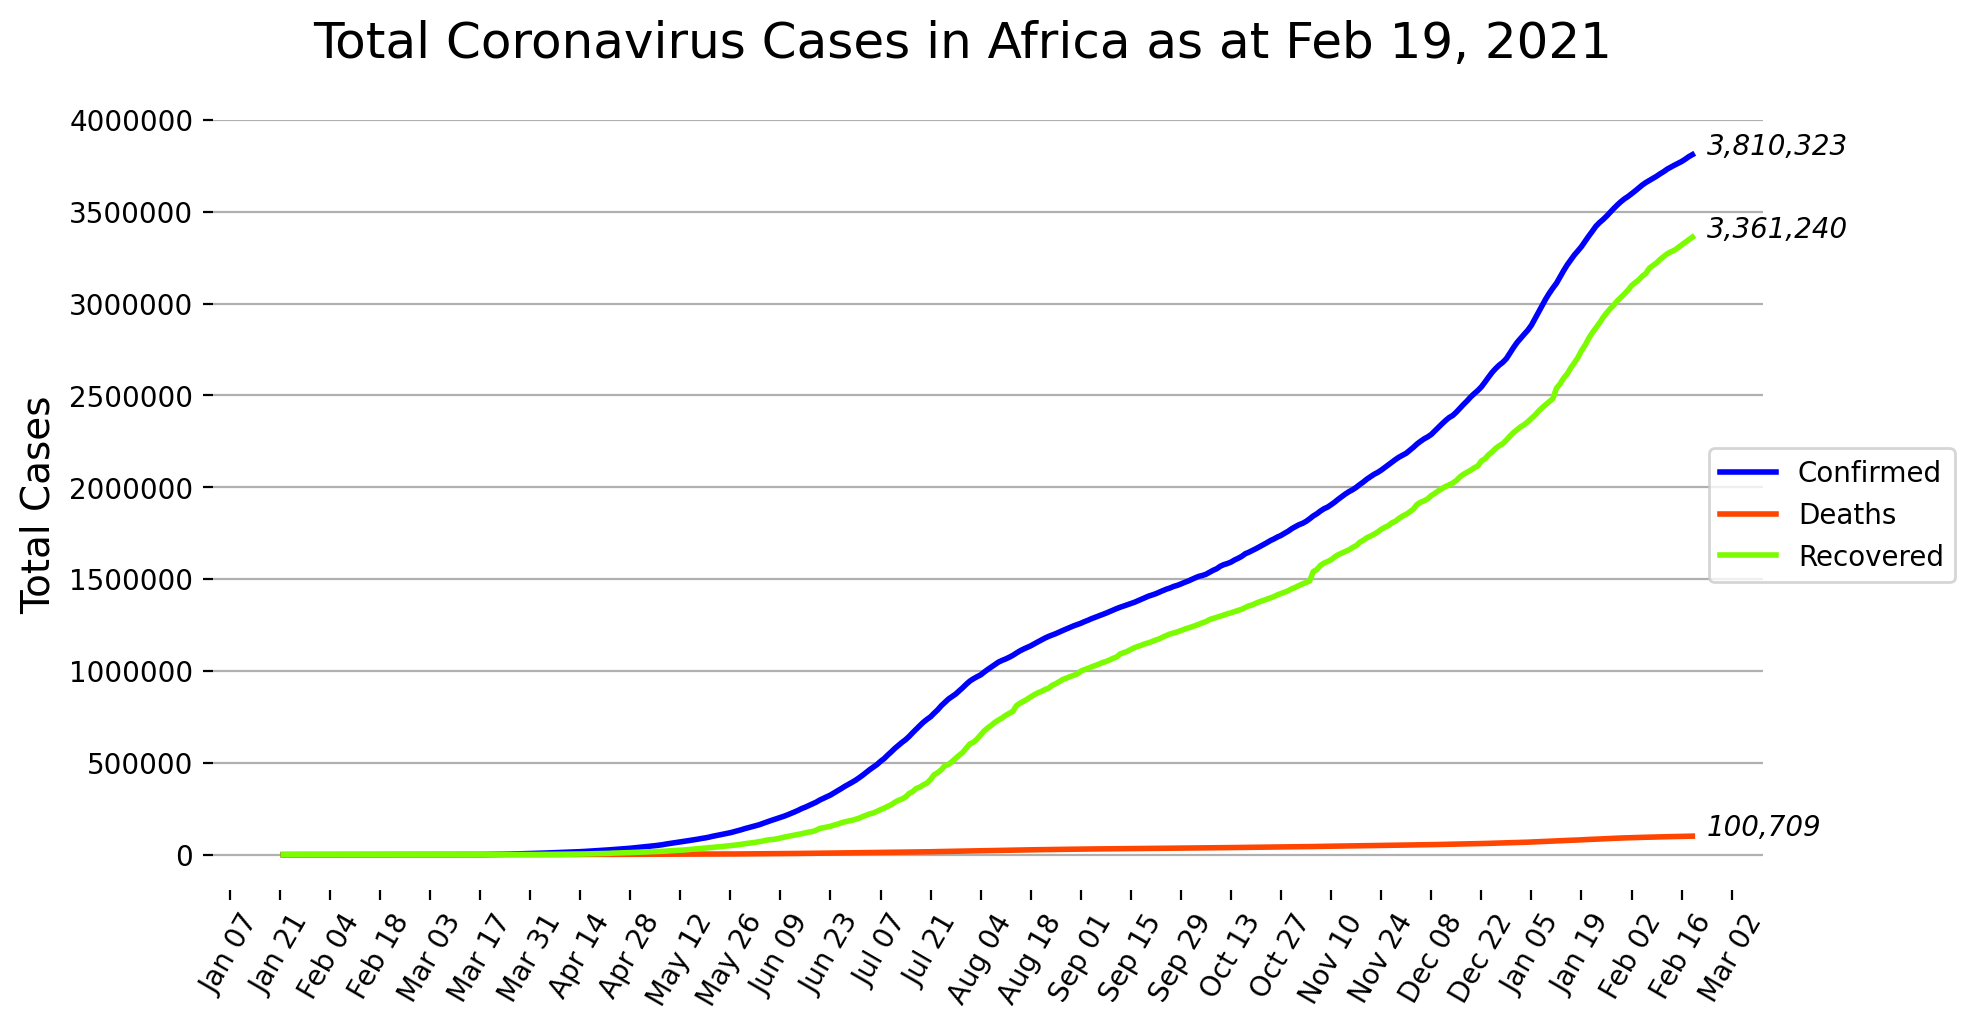 Total Coronavirus Cases in Africa as at Feb 19, 2021
Total Cases
4000000
3500000
3000000
2500000
2000000
1500000
1000000
500000
0
3,810,323
3,361,240
100,709
Confirmed
Deaths
Recovered
Jan 07
Jan 21
Feb 04
Feb 18
Mar 03
Mar 17
Mar 31
Apr 14
Apr 28
May 12
May 26
Jun 09
Jun 23
Jul 07
Jul 21
Aug 04
Aug 18
Sep 01
Sep 15
Sep 29
Oct 13
Oct 27
Nov 10
Nov 24
Dec 08
Dec 22
Jan 05
Jan 19
Feb 02
Feb 16
Mar 02